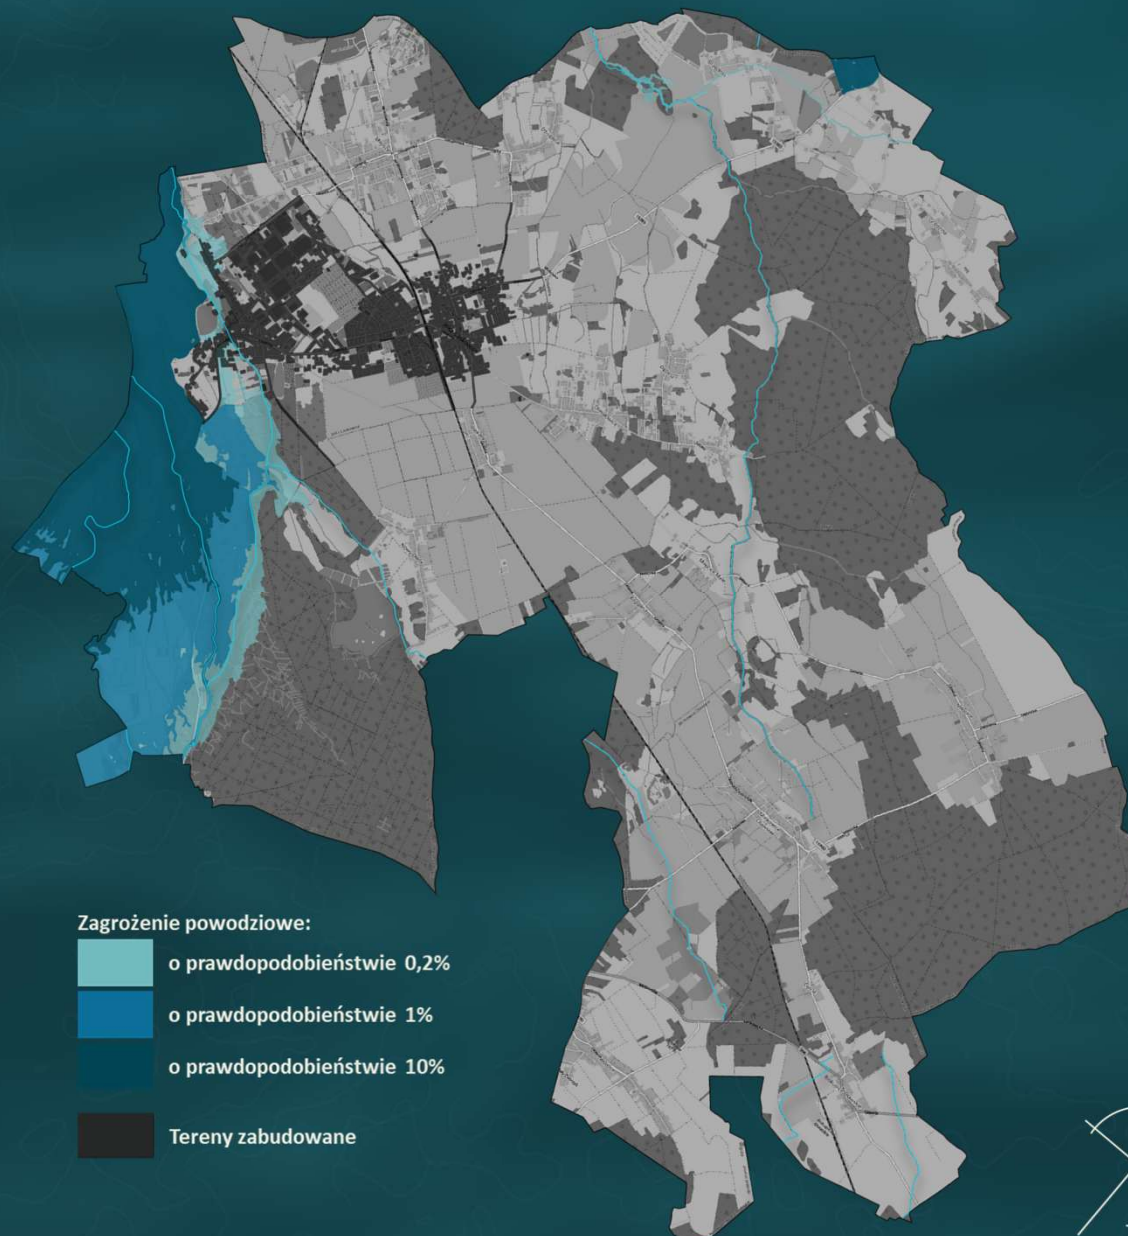 Zagrożenie powodziowe:
o prawdopodobieństwie 0,2%
o prawdopodobieństwie 1%
o prawdopodobieństwie 10%
Tereny zabudowane